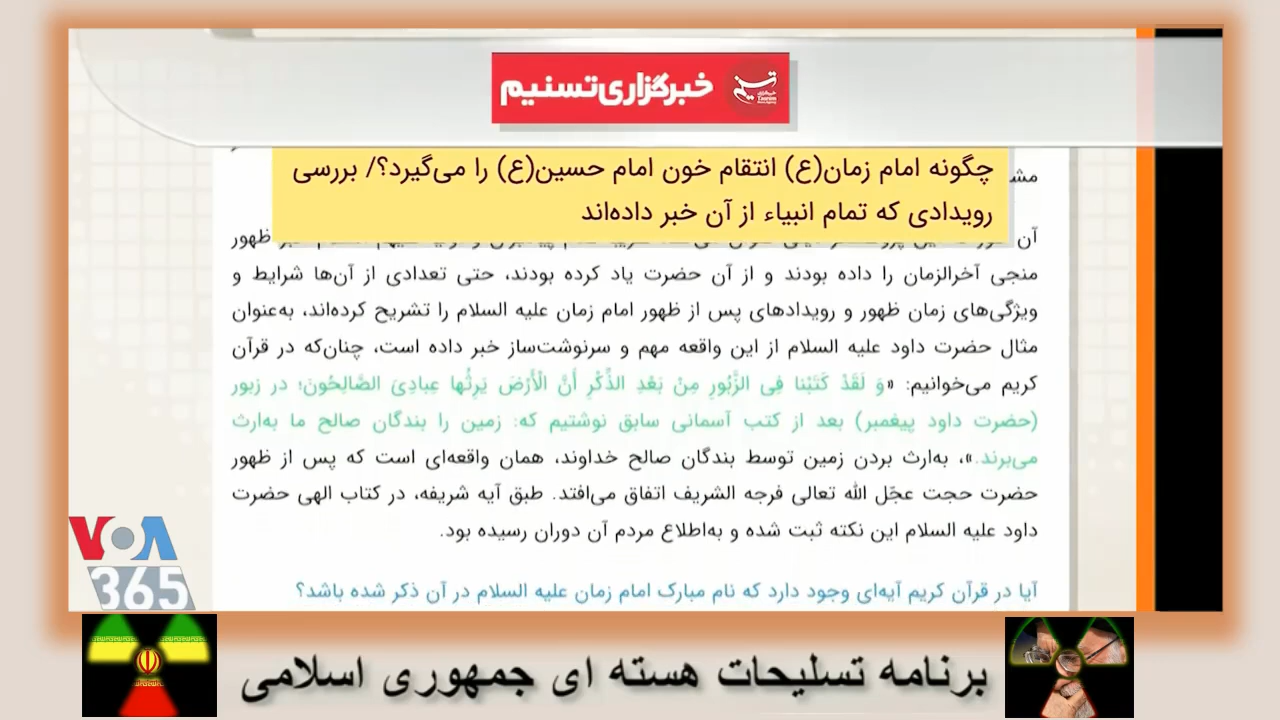 خبرگزاری تسنیم
تسنیم
خبرگزاری
Tasnim
چگونه امام زمان(ع) انتقام خون امام حسین(ع) را می‌گیرد؟/ بررسی
رویدادی که تمام انبیاء از آن خبر داده‌اند
آن ظهور
منجی آخرالزمان را داده بودند و از آن حضرت یاد کرده بودند، حتی تعدادی از آن‌ها شرایط و
ویژگی‌های زمان ظهور و رویدادهای پس از ظهور امام زمان علیه السلام را تشریح کرده‌اند، به‌عنوان
مثال حضرت داود علیه السلام از این واقعه مهم و سرنوشت‌ساز خبر داده است، چنان‌که در قرآن
کریم می‌خوانیم: «وَ لَقَدْ کَتَبْنا فِی الزَّبُورِ مِنْ بَعْدِ الذِّکْرِ أَنَّ الْأَرْضَ یَرِثُها عِبادِیَ الصَّالِحُونَ؛ در زبور
(حضرت داود پیغمبر) بعد از کتب آسمانی سابق نوشتیم که: زمین را بندگان صالح ما به‌ارث
می‌برند.»، به‌ارث بردن زمین توسط بندگان صالح خداوند، همان واقعه‌ای است که پس از ظهور
حضرت حجت عجّل الله تعالی فرجه الشریف اتفاق می‌افتد. طبق آیه شریفه، در کتاب الهی حضرت
داود علیه السلام این نکته ثبت شده و به‌اطلاع مردم آن دوران رسیده بود.
آیا در قرآن کریم آیه‌ای وجود دارد که نام مبارک امام زمان علیه السلام در آن ذکر شده باشد؟
VOA
365
برنامه تسلیحات هسته ای جمهوری اسلامی